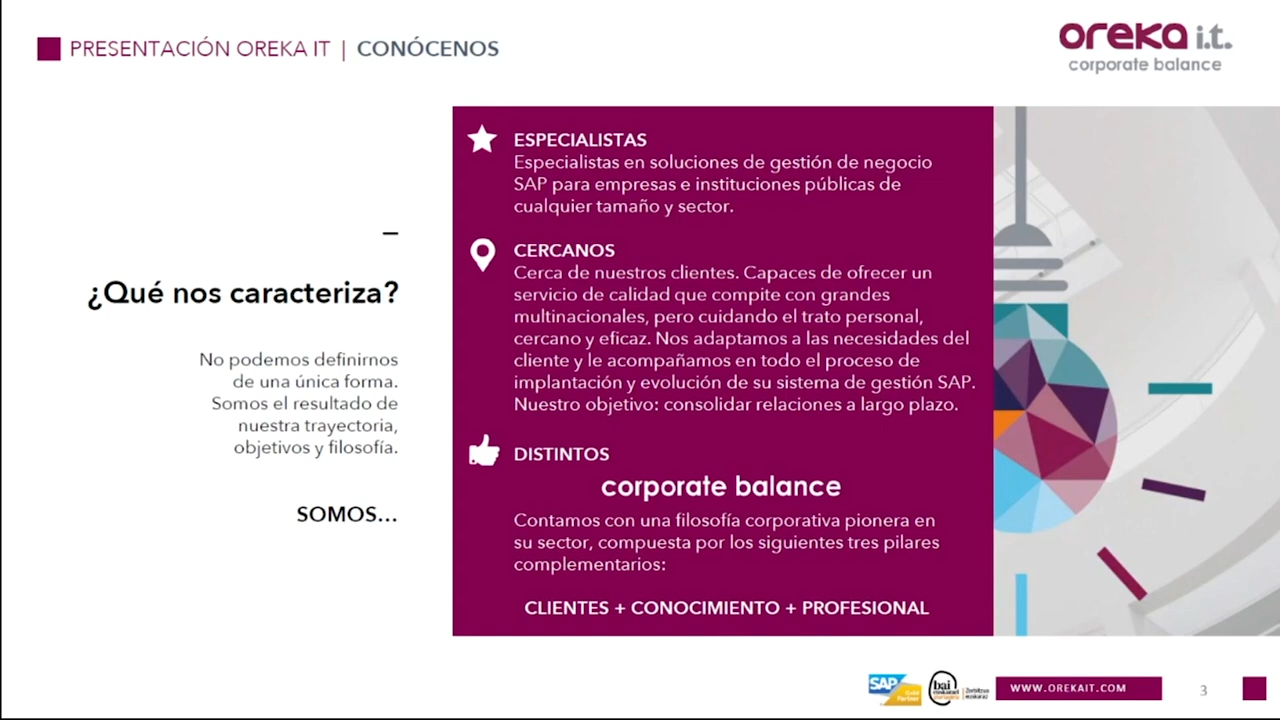 PRESENTACIÓN OREKA IT | CONÓCENOS
oreka i.t.
corporate balance
¿Qué nos caracteriza?
No podemos definirnos
de una única forma.
Somos el resultado de
nuestra trayectoria,
objetivos y filosofía.
SOMOS...
ESPECIALISTAS
Especialistas en soluciones de gestión de negocio
SAP para empresas e instituciones públicas de
cualquier tamaño y sector.
CERCANOS
Cerca de nuestros clientes. Capaces de ofrecer un
servicio de calidad que compite con grandes
multinacionales, pero cuidando el trato personal,
cercano y eficaz. Nos adaptamos a las necesidades del
cliente y le acompañamos en todo el proceso de
implantación y evolución de su sistema de gestión SAP.
Nuestro objetivo: consolidar relaciones a largo plazo.
DISTINTOS
corporate balance
Contamos con una filosofía corporativa pionera en
su sector, compuesta por los siguientes tres pilares
complementarios:
CLIENTES + CONOCIMIENTO + PROFESIONAL
SAP
Gold
Partner
bai
euskarari
Zerbitzua
euskaraz
WWW.OREKAIT.COM
3